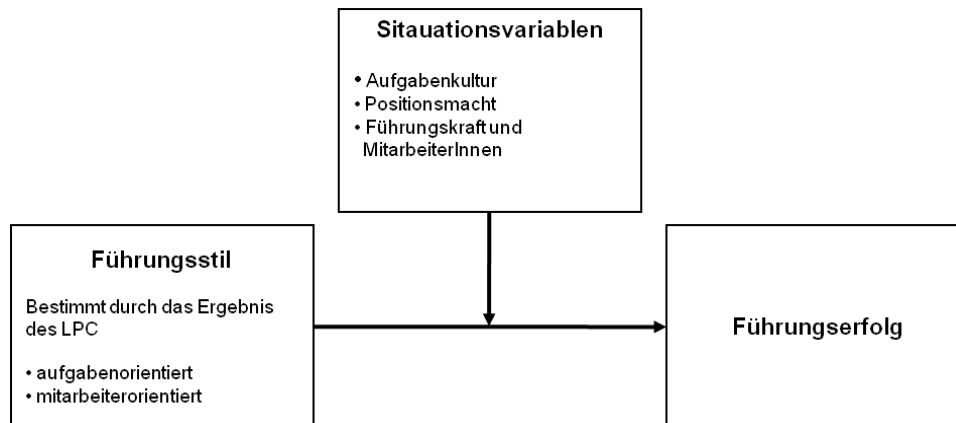 Sitauationsvariablen
• Aufgabenkultur
• Positionsmacht
• Führungskraft und
MitarbeiterInnen
Führungsstil
Bestimmt durch das Ergebnis
des LPC
• aufgabenorientiert
• mitarbeiterorientiert
Führungserfolg